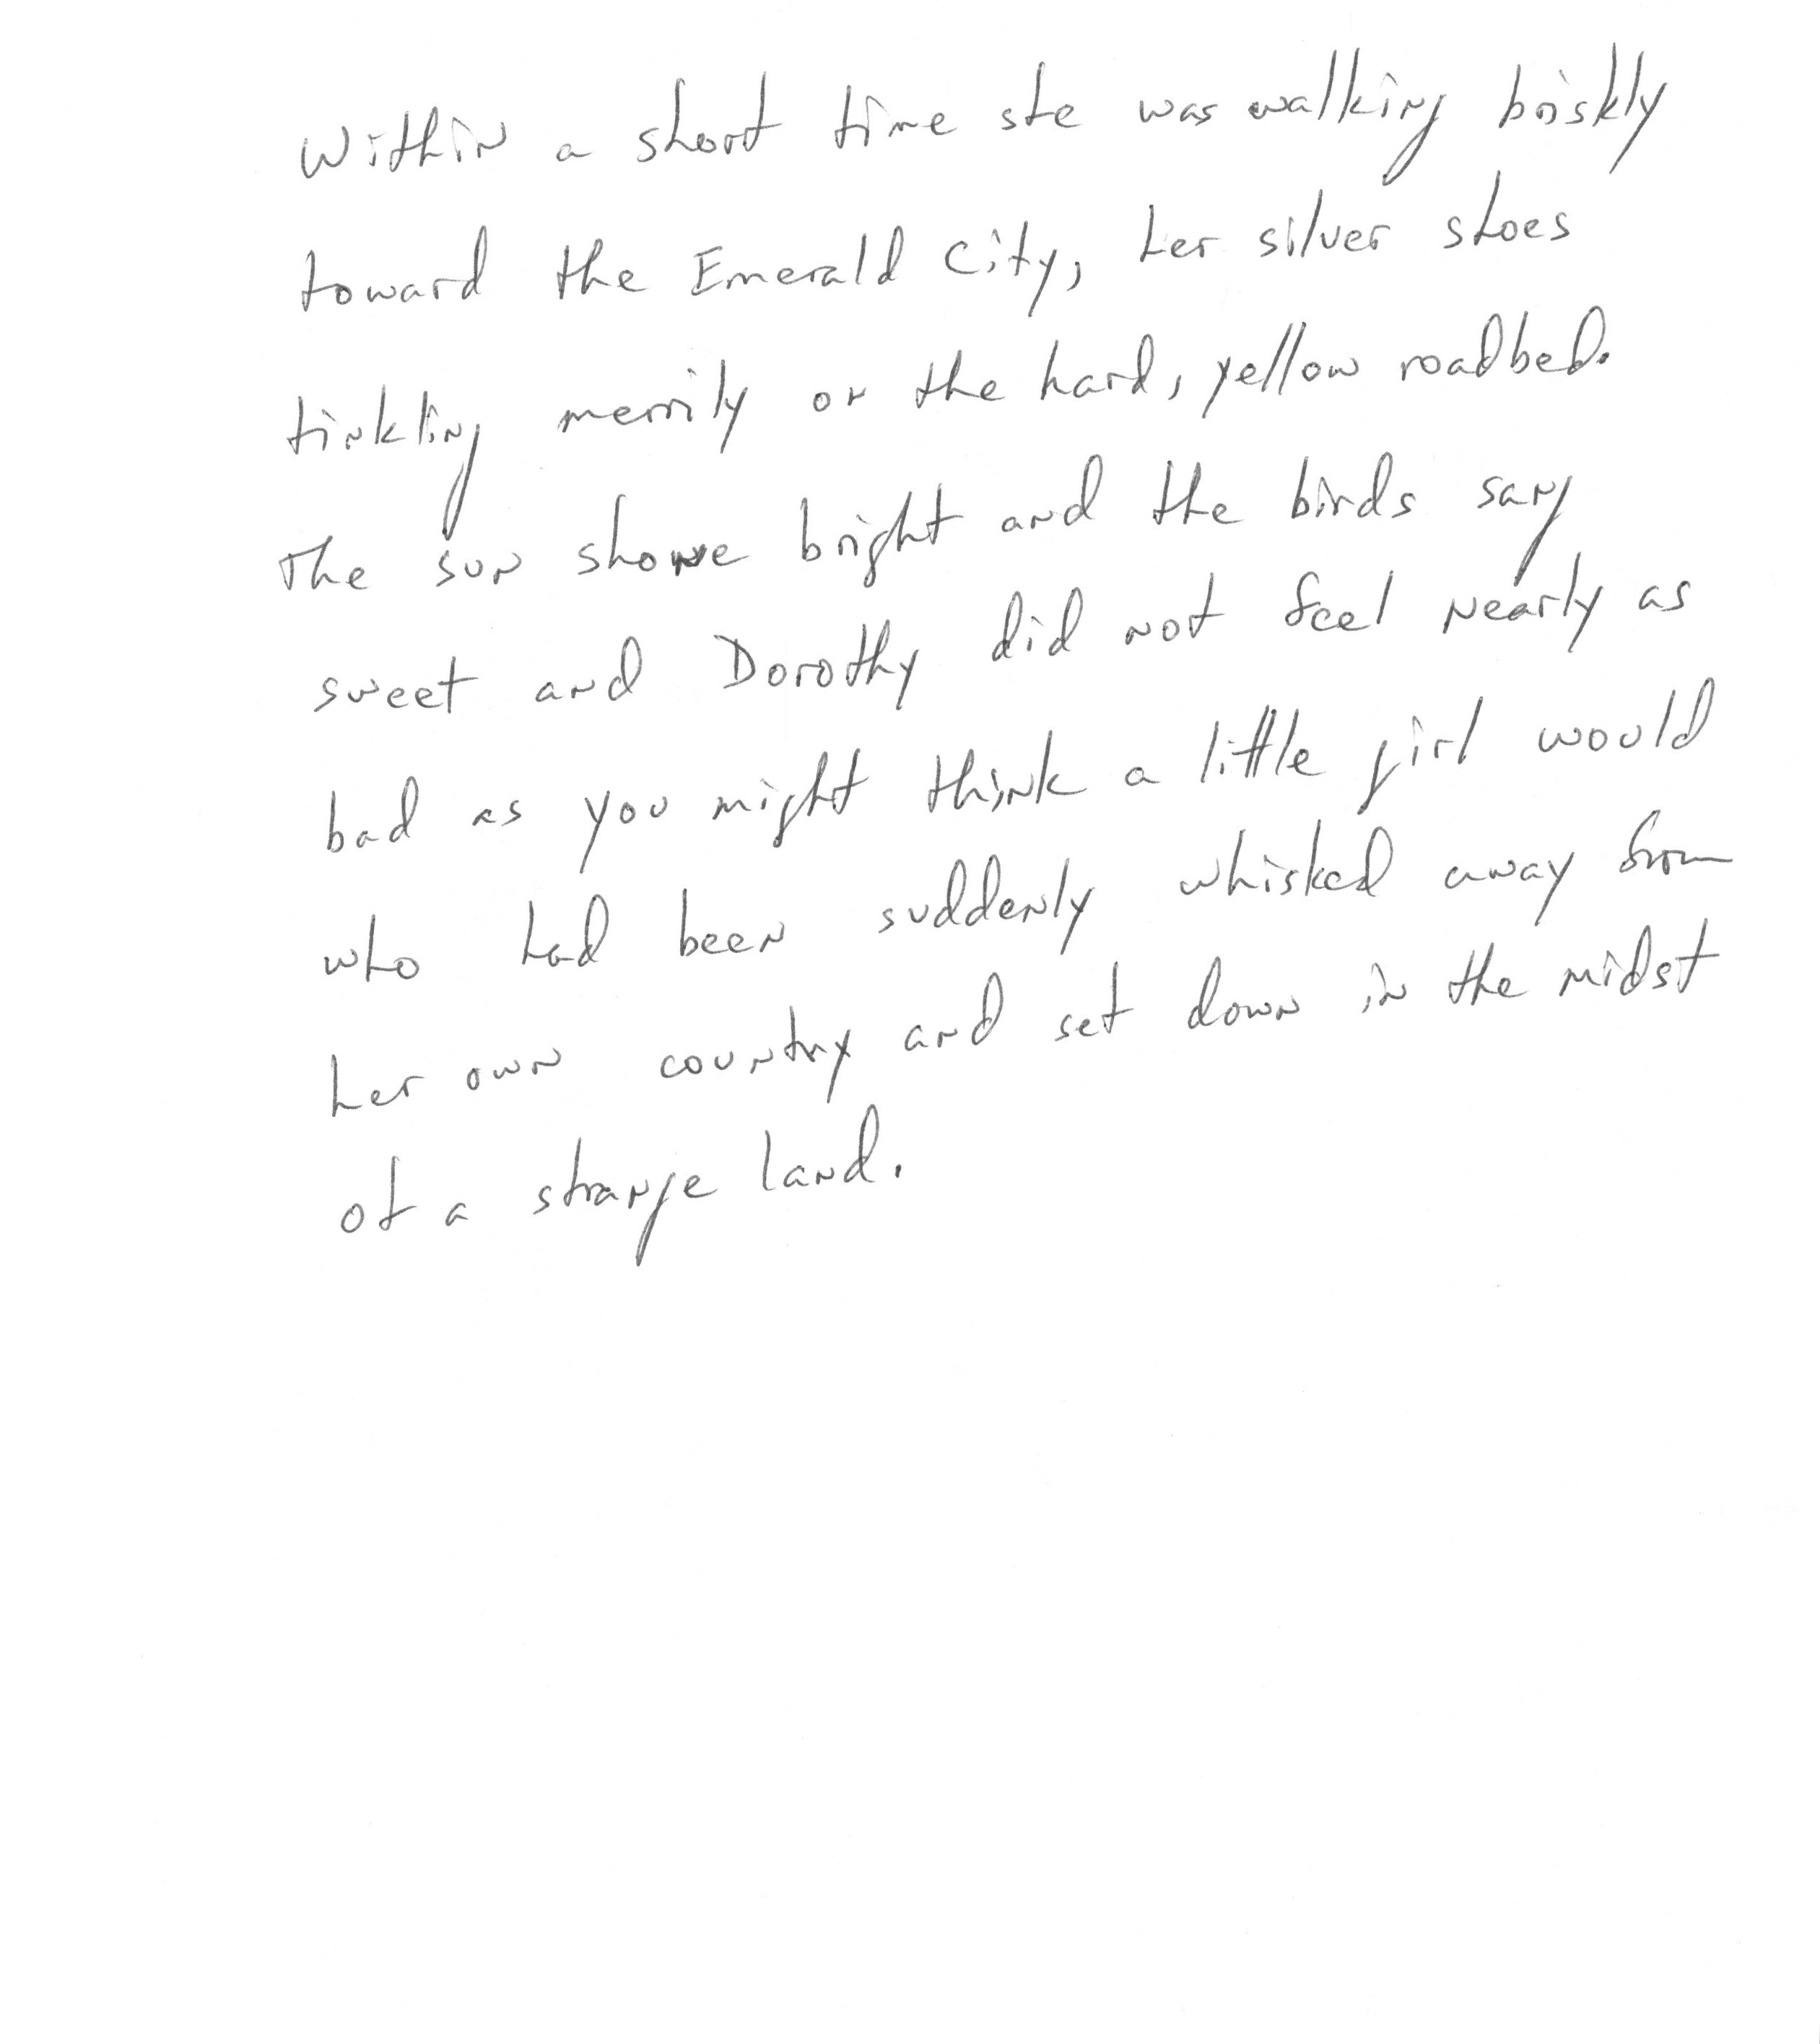 Within a short time she was walking briskly
toward the Emerald City, her silver shoes
tinkling merrily on the hard, yellow roadbed.
The sun shone bright and the birds sang
sweet and Dorothy did not feel nearly as
bad as you might think a little girl would
who had been suddenly whisked away from
her own country and set down in the midst
of a strange land.